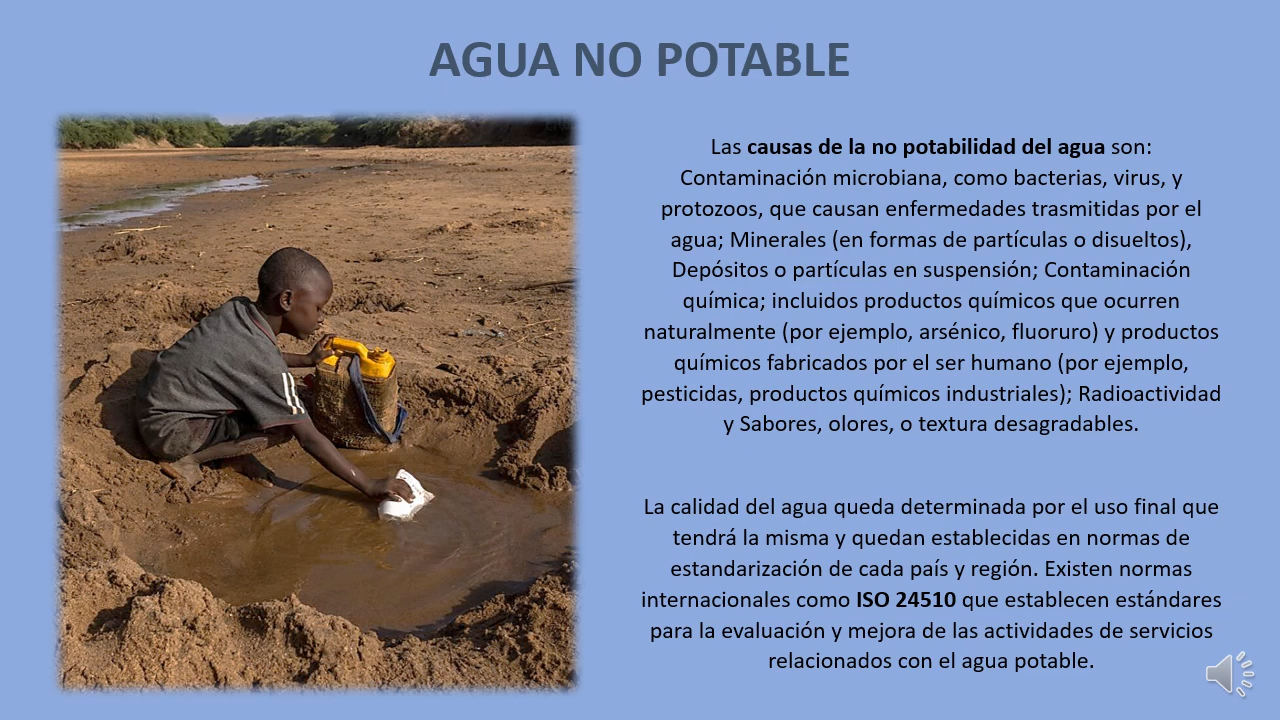 AGUA NO POTABLE
Las causas de la no potabilidad del agua son:
Contaminación microbiana, como bacterias, virus, y
protozoos, que causan enfermedades trasmitidas por el
agua; Minerales (en formas de partículas o disueltos),
Depósitos o partículas en suspensión; Contaminación
química; incluidos productos químicos que ocurren
naturalmente (por ejemplo, arsénico, fluoruro) y productos
químicos fabricados por el ser humano (por ejemplo,
pesticidas, productos químicos industriales); Radioactividad
y Sabores, olores, o textura desagradables.
La calidad del agua queda determinada por el uso final que
tendrá la misma y quedan establecidas en normas de
estandarización de cada país y región. Existen normas
internacionales como ISO 24510 que establecen estándares
para la evaluación y mejora de las actividades de servicios
relacionados con el agua potable.